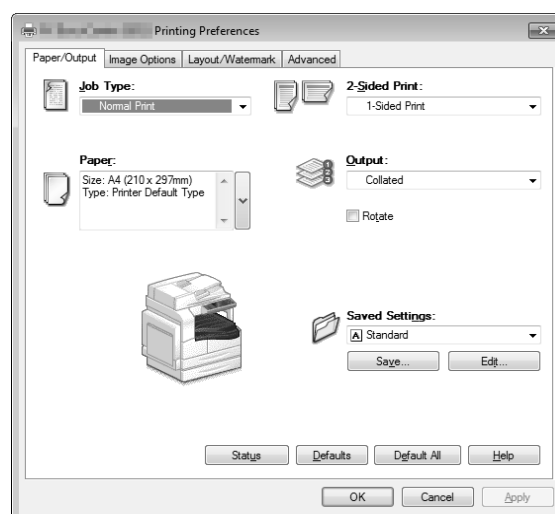 Printing Preferences
Paper/Output Image Options Layout/Watermark Advanced
Job Type:
Normal Print
2-Sided Print:
1-Sided Print
Paper:
Size: A4 (210 x 297mm)
Type: Printer Default Type
Output:
Collated
Rotate
Saved Settings:
A Standard
Save... Edit...
Status Defaults Default All Help
OK Cancel Apply